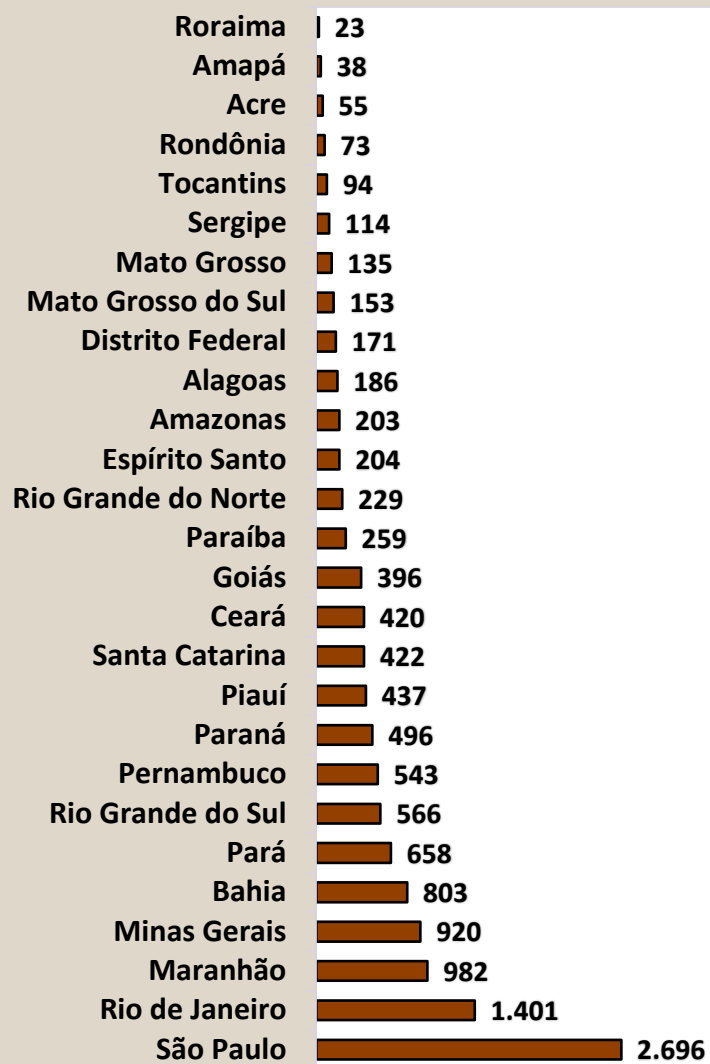 Roraima 23
Amapá 38
Acre 55
Rondônia 73
Tocantins 94
Sergipe 114
Mato Grosso 135
Mato Grosso do Sul 153
Distrito Federal 171
Alagoas 186
Amazonas 203
Espírito Santo 204
Rio Grande do Norte 229
Paraíba 259
Goiás 396
Ceará 420
Santa Catarina 422
Piauí 437
Paraná 496
Pernambuco 543
Rio Grande do Sul 566
Pará 658
Bahia 803
Minas Gerais 920
Maranhão 982
Rio de Janeiro 1.401
São Paulo 2.696